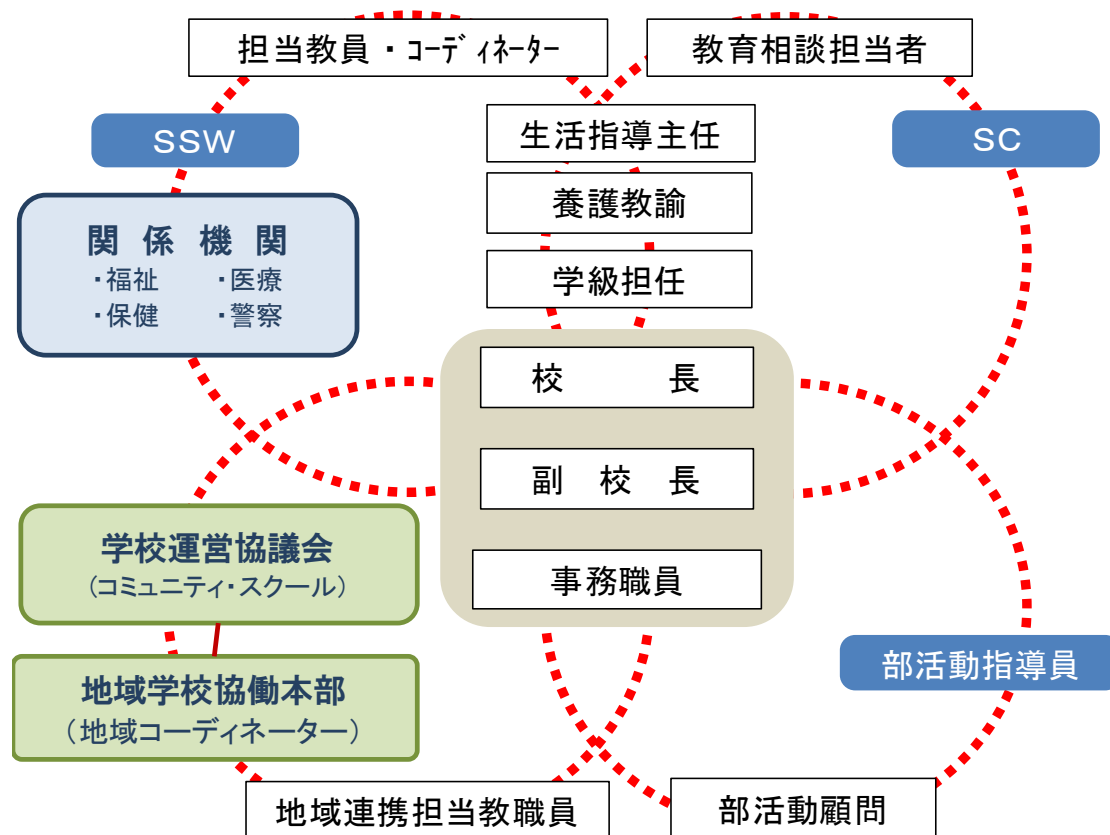 担当教員・ｺｰﾃﾞｨﾈｰﾀｰ
教育相談担当者
SSW
生活指導主任
SC
養護教諭
関 係 機 関
・福祉 ・医療
・保健 ・警察
学級担任
校 長
副 校 長
事務職員
学校運営協議会
（コミュニティ・スクール）
地域学校協働本部
（地域コーディネーター）
部活動指導員
地域連携担当教職員
部活動顧問